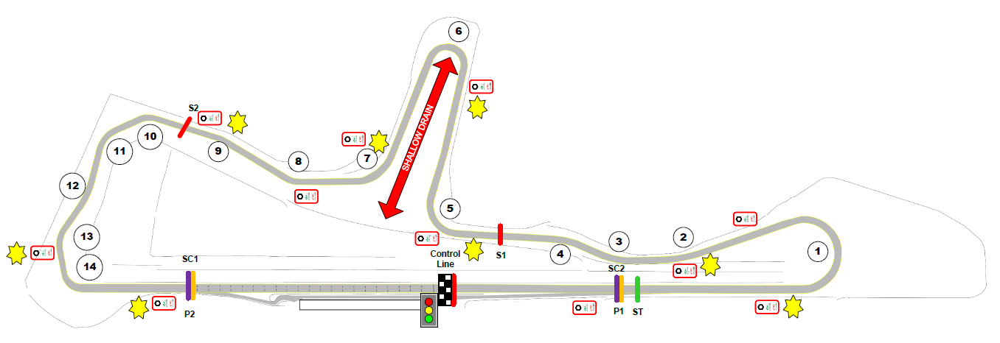 6
S2
SHALLOW DRAIN
10
11
9
8
7
12
5
13
14
3
2
1
4
S1
Control
Line
SC1
SC2
P2
P1
ST